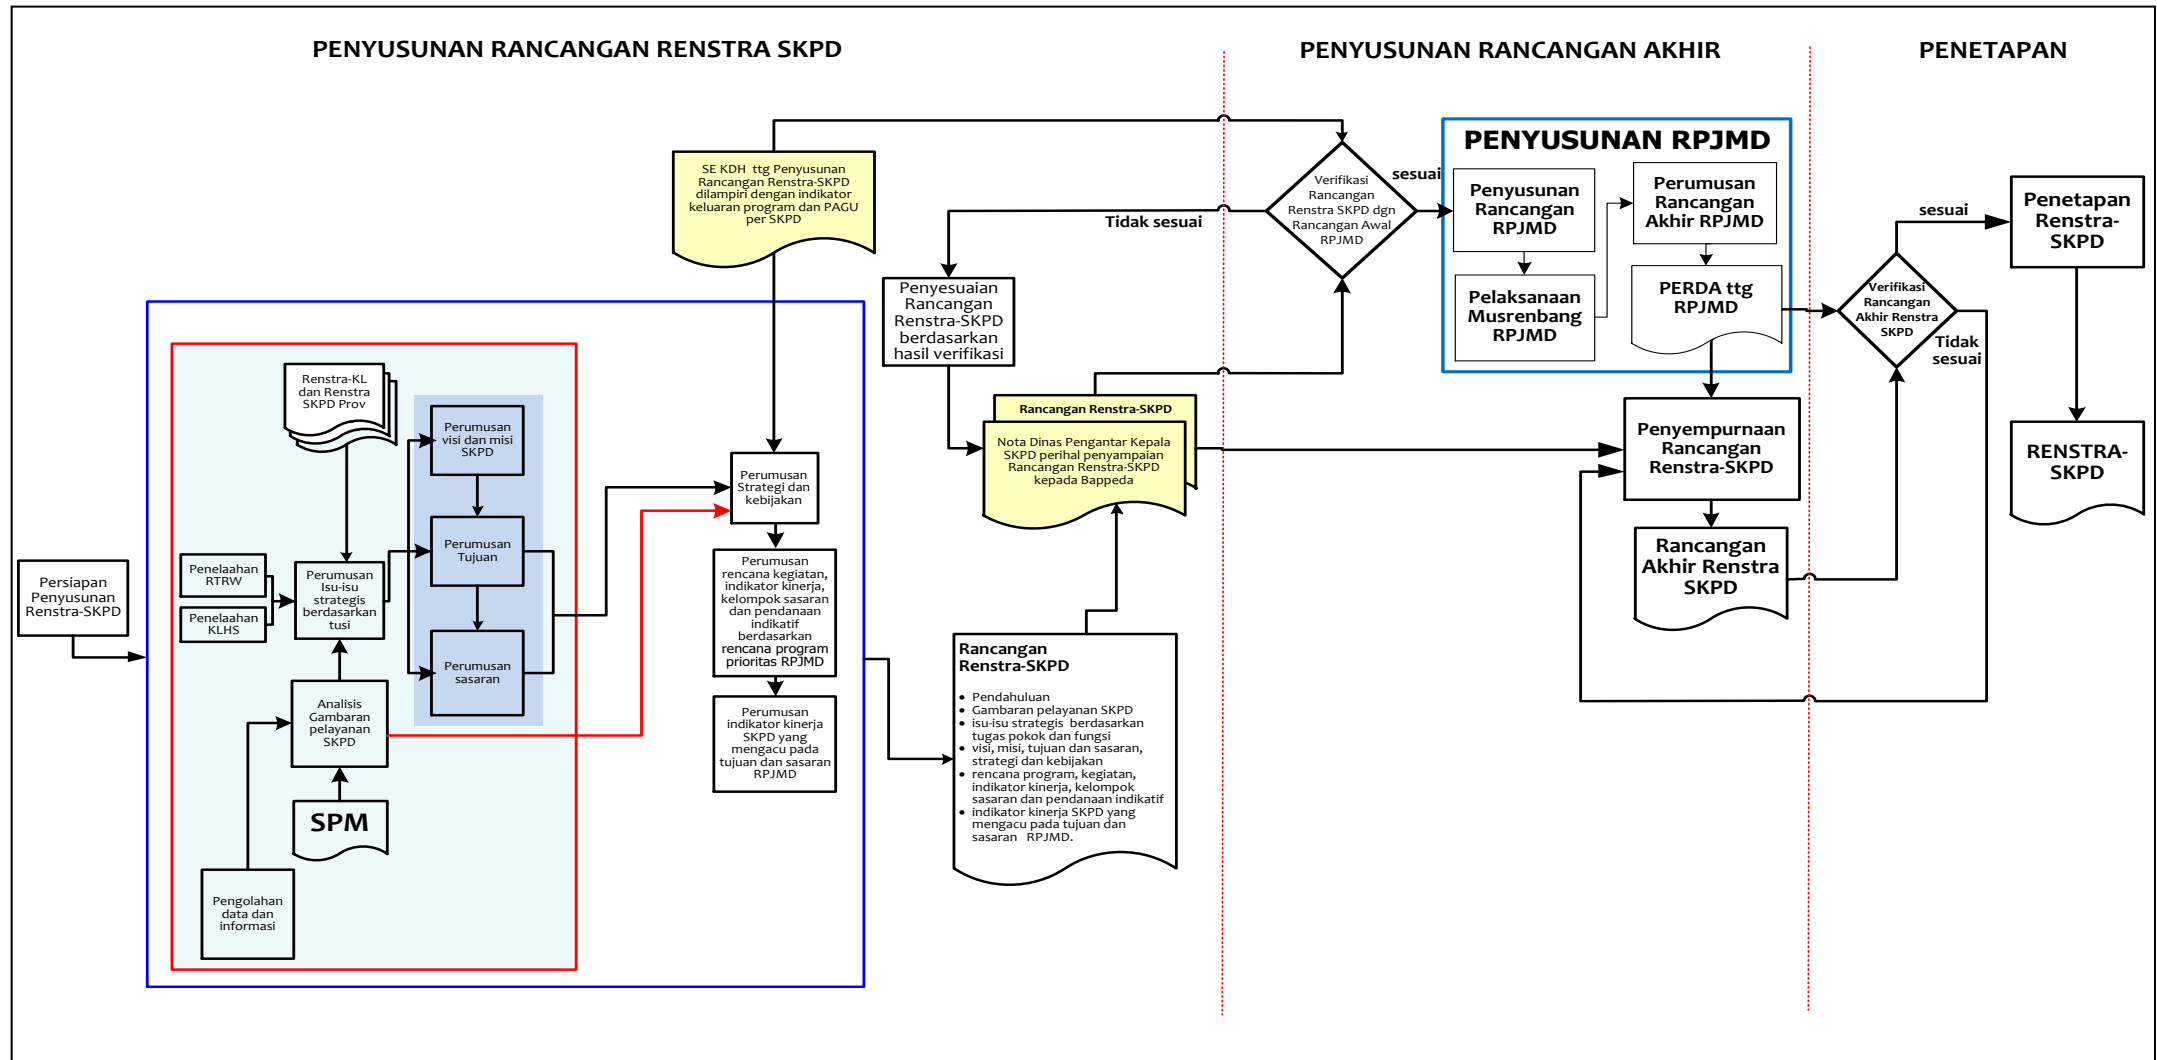 PENYUSUNAN RANCANGAN RENSTRA SKPD
PENYUSUNAN RANCANGAN AKHIR
PENETAPAN
SE KDH ttg Penyusunan
Rancangan Renstra-SKPD
dilampiri dengan indikator
keluaran program dan PAGU
per SKPD
Persiapan
Penyusunan
Renstra-SKPD
Renstra-KL
dan Renstra
SKPD Prov
Penelaahan
RTRW
Penelaahan
KLHS
Perumusan
Isu-isu
strategis
berdasarkan
tusi
Analisis
Gambaran
pelayanan
SKPD
SPM
Pengolahan
data dan
informasi
Perumusan
visi dan misi
SKPD
Perumusan
Tujuan
Perumusan
sasaran
Perumusan
Strategi dan
kebijakan
Perumusan
rencana kegiatan,
indikator kinerja,
kelompok sasaran
dan pendanaan
indikatif
berdasarkan
rencana program
prioritas RPJMD
Perumusan
indikator kinerja
SKPD yang
mengacu pada
tujuan dan sasaran
RPJMD
Tidak sesuai
Penyesuaian
Rancangan
Renstra-SKPD
berdasarkan
hasil verifikasi
Rancangan Renstra-SKPD
Nota Dinas Pengantar Kepala
SKPD perihal penyampaian
Rancangan Renstra-SKPD
kepada Bappeda
Rancangan
Renstra-SKPD
• Pendahuluan
• Gambaran pelayanan SKPD
• isu-isu strategis berdasarkan
tugas pokok dan fungsi
• visi, misi, tujuan dan sasaran,
strategi dan kebijakan
• rencana program, kegiatan,
indikator kinerja, kelompok
sasaran dan pendanaan indikatif
• indikator kinerja SKPD yang
mengacu pada tujuan dan
sasaran RPJMD.
Verifikasi
Rancangan
Renstra SKPD dgn
Rancangan Awal
RPJMD
sesuai
PENYUSUNAN RPJMD
Penyusunan
Rancangan
RPJMD
Pelaksanaan
Musrenbang
RPJMD
Perumusan
Rancangan
Akhir RPJMD
PERDA ttg
RPJMD
Penyempurnaan
Rancangan
Renstra-SKPD
Rancangan
Akhir Renstra
SKPD
Verifikasi
Rancangan
Akhir Renstra
SKPD
sesuai
Tidak
sesuai
Penetapan
Renstra-
SKPD
RENSTRA-
SKPD